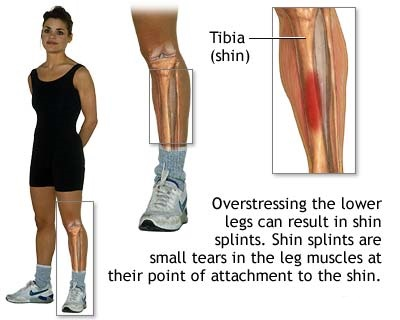 Tibia
(shin)
Overstressing the lower
legs can result in shin
splints. Shin splints are
small tears in the leg muscles at
their point of attachment to the shin.